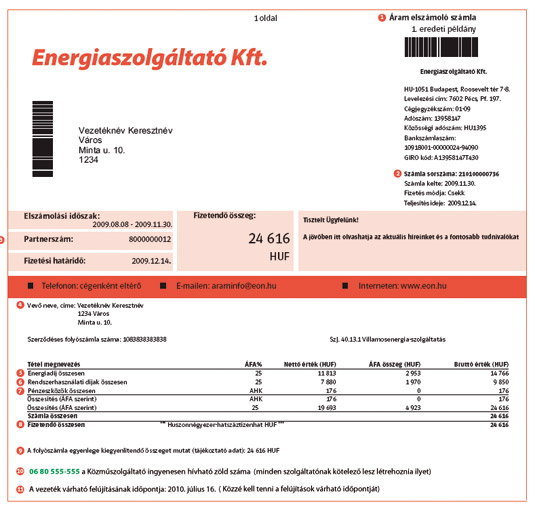 1 oldal
1 Áram elszámoló számla
1. eredeti példány
Energiaszolgáltató Kft.
Energiaszolgáltató Kft.
HU-1051 Budapest, Roosevelt tér 7-8.
Levelezési cím: 7602 Pécs, Pf. 197.
Cégjegyzékszám: 01-09
Adószám: 13958147
Közösségi adószám: HU1395
Bankszámlaszám:
10918001-00000024-94090
GIRO kód: A13958147T430
Vezetéknév Keresztnév
Város
Minta u. 10.
1234
2 Számla sorszáma: 219100000736
Számla kelte: 2009.11.30.
Fizetés módja: Csekk
Teljesítés ideje: 2009.12.14.
Elszámolási időszak:
2009.08.08 - 2009.11.30.
3 Partnerszám: 8000000012
Fizetési határidő: 2009.12.14.
Fizetendő összeg:
24 616
HUF
Tisztelt Ügyfelünk!
A jövőben itt olvashatja az aktuális híreinket és a fontosabb tudnivalókat
Telefonon: cégenként eltérő E-mailen: araminfo@eon.hu Interneten: www.eon.hu
4 Vevő neve, címe: Vezetéknév Keresztnév
1234 Város
Minta u. 10.
Szerződéses folyószámla száma: 1083838383838 Szj. 40.13.1 Villamosenergia-szolgáltatás
Tétel megnevezés ÁFA% Nettó érték (HUF) ÁFA összeg (HUF) Bruttó érték (HUF)
5 Energiadíj összesen 25 11 813 2 953 14 766
6 Rendszerhasználati díjak összesen 25 7 880 1 970 9 850
7 Pénzeszközök összesen AHK 176 0 176
Összesítés (ÁFA szerint) AHK 176 0 176
Összesítés (ÁFA szerint) 25 19 693 4 923 24 616
Számla összesen 24 616
8 Fizetendő összesen *** Huszonnégyezer-hatszáztizenhat HUF *** 24 616
9 A folyószámla egyenlege kiegyenlítendő összeget mutat (tájékoztató adat): 24 616 HUF
10 06 80 555-555 a Közműszolgáltató ingyenesen hívható zöld száma (minden szolgáltatónak kötelező lesz létrehoznia ilyet)
11 A vezeték várható felújításának időpontja: 2010. július 16. ( Közzé kell tenni a felújítások várható időpontját)